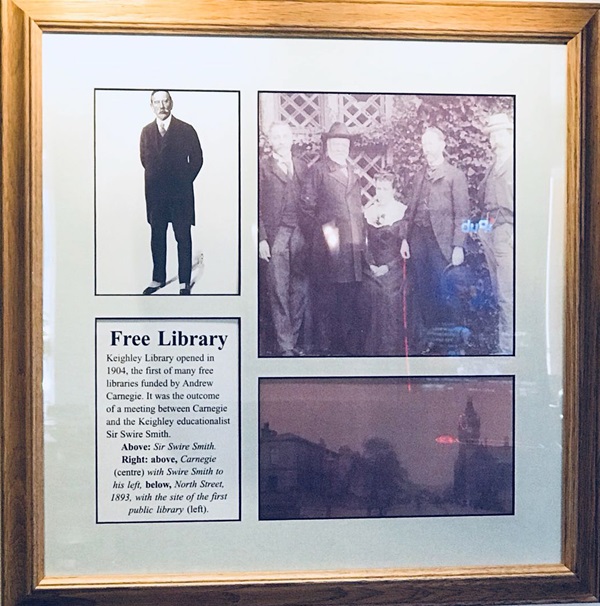 Free Library
Keighley Library opened in
1904, the first of many free
libraries funded by Andrew
Carnegie. It was the outcome
of a meeting between Carnegie
and the Keighley educationalist
Sir Swire Smith.
Above: Sir Swire Smith.
Right: above, Carnegie
(centre) with Swire Smith to
his left, below, North Street,
1893, with the site of the first
public library (left).